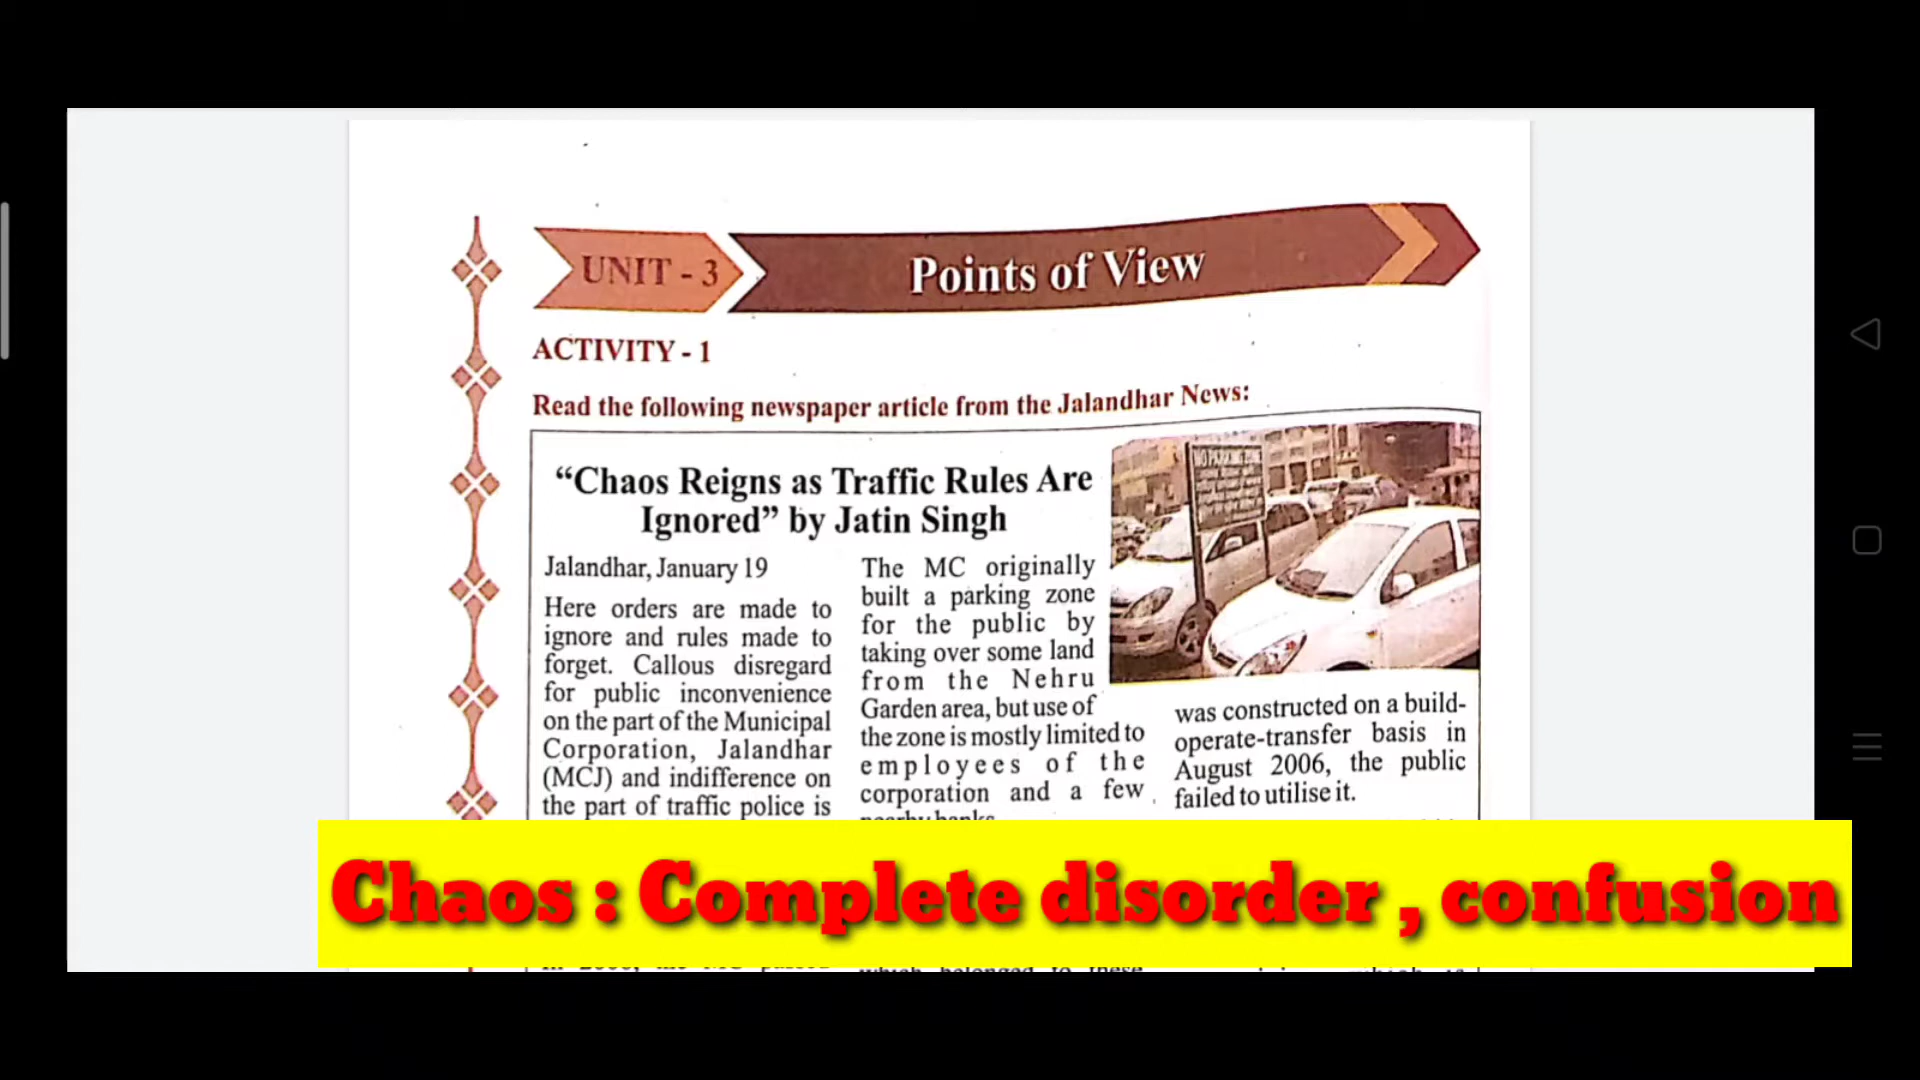 UNIT - 3
Points of View
ACTIVITY - 1
Read the following newspaper article from the Jalandhar News:
“Chaos Reigns as Traffic Rules Are
Ignored” by Jatin Singh
Jalandhar, January 19
Here orders are made to
ignore and rules made to
forget. Callous disregard
for public inconvenience
on the part of the Municipal
Corporation, Jalandhar
(MCJ) and indifference on
the part of traffic police is
The MC originally
built a parking zone
for the public by
taking over some land
from the Nehru
Garden area, but use of
the zone is mostly limited to
employees of the
corporation and a few
NO PARKING
was constructed on a build-
operate-transfer basis in
August 2006, the public
failed to utilise it.
Chaos : Complete disorder , confusion